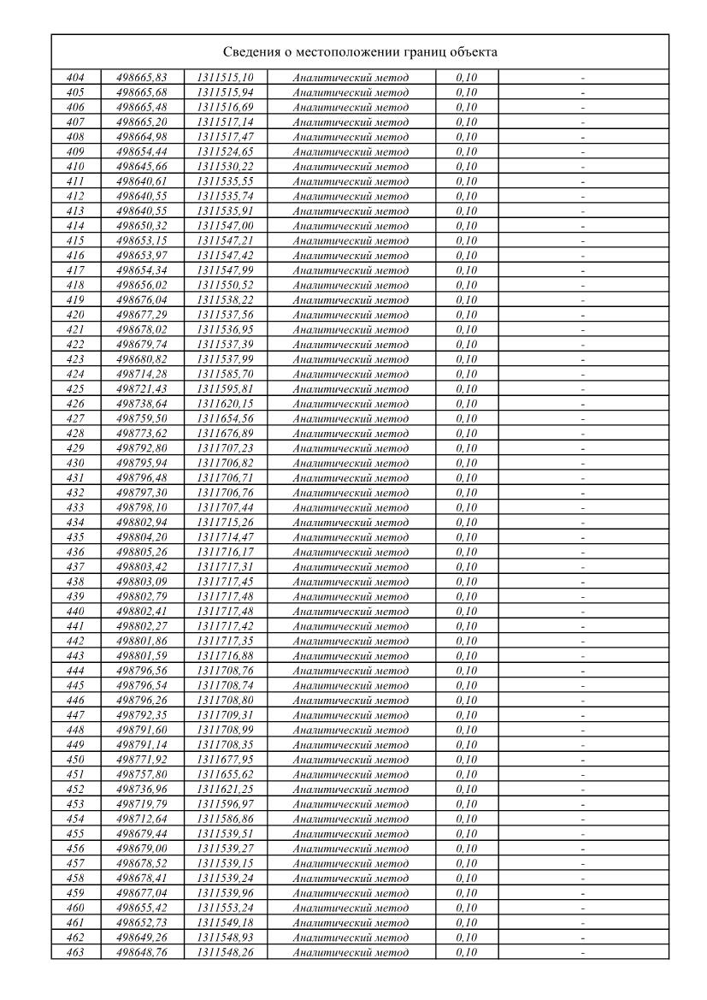 Сведения о местоположении границ объекта
404 498665,83 1311515,10 Аналитический метод 0,10 -
405 498665,68 1311515,94 Аналитический метод 0,10 -
406 498665,48 1311516,69 Аналитический метод 0,10 -
407 498665,20 1311517,14 Аналитический метод 0,10 -
408 498664,98 1311517,47 Аналитический метод 0,10 -
409 498654,44 1311524,65 Аналитический метод 0,10 -
410 498645,66 1311530,22 Аналитический метод 0,10 -
411 498640,61 1311535,55 Аналитический метод 0,10 -
412 498640,55 1311535,74 Аналитический метод 0,10 -
413 498640,55 1311535,91 Аналитический метод 0,10 -
414 498650,32 1311547,00 Аналитический метод 0,10 -
415 498653,15 1311547,21 Аналитический метод 0,10 -
416 498653,97 1311547,42 Аналитический метод 0,10 -
417 498654,34 1311547,99 Аналитический метод 0,10 -
418 498656,02 1311550,52 Аналитический метод 0,10 -
419 498676,04 1311538,22 Аналитический метод 0,10 -
420 498677,29 1311537,56 Аналитический метод 0,10 -
421 498678,02 1311536,95 Аналитический метод 0,10 -
422 498679,74 1311537,39 Аналитический метод 0,10 -
423 498680,82 1311537,99 Аналитический метод 0,10 -
424 498714,28 1311585,70 Аналитический метод 0,10 -
425 498721,43 1311595,81 Аналитический метод 0,10 -
426 498738,64 1311620,15 Аналитический метод 0,10 -
427 498759,50 1311654,56 Аналитический метод 0,10 -
428 498773,62 1311676,89 Аналитический метод 0,10 -
429 498792,80 1311707,23 Аналитический метод 0,10 -
430 498795,94 1311706,82 Аналитический метод 0,10 -
431 498796,48 1311706,71 Аналитический метод 0,10 -
432 498797,30 1311706,76 Аналитический метод 0,10 -
433 498798,10 1311707,44 Аналитический метод 0,10 -
434 498802,94 1311715,26 Аналитический метод 0,10 -
435 498804,20 1311714,47 Аналитический метод 0,10 -
436 498805,26 1311716,17 Аналитический метод 0,10 -
437 498803,42 1311717,31 Аналитический метод 0,10 -
438 498803,09 1311717,45 Аналитический метод 0,10 -
439 498802,79 1311717,48 Аналитический метод 0,10 -
440 498802,41 1311717,48 Аналитический метод 0,10 -
441 498802,27 1311717,42 Аналитический метод 0,10 -
442 498801,86 1311717,35 Аналитический метод 0,10 -
443 498801,59 1311716,88 Аналитический метод 0,10 -
444 498796,56 1311708,76 Аналитический метод 0,10 -
445 498796,54 1311708,74 Аналитический метод 0,10 -
446 498796,26 1311708,80 Аналитический метод 0,10 -
447 498792,35 1311709,31 Аналитический метод 0,10 -
448 498791,60 1311708,99 Аналитический метод 0,10 -
449 498791,14 1311708,35 Аналитический метод 0,10 -
450 498771,92 1311677,95 Аналитический метод 0,10 -
451 498757,80 1311655,62 Аналитический метод 0,10 -
452 498736,96 1311621,25 Аналитический метод 0,10 -
453 498719,79 1311596,97 Аналитический метод 0,10 -
454 498712,64 1311586,86 Аналитический метод 0,10 -
455 498679,44 1311539,51 Аналитический метод 0,10 -
456 498679,00 1311539,27 Аналитический метод 0,10 -
457 498678,52 1311539,15 Аналитический метод 0,10 -
458 498678,41 1311539,24 Аналитический метод 0,10 -
459 498677,04 1311539,96 Аналитический метод 0,10 -
460 498655,42 1311553,24 Аналитический метод 0,10 -
461 498652,73 1311549,18 Аналитический метод 0,10 -
462 498649,26 1311548,93 Аналитический метод 0,10 -
463 498648,76 1311548,26 Аналитический метод 0,10 -